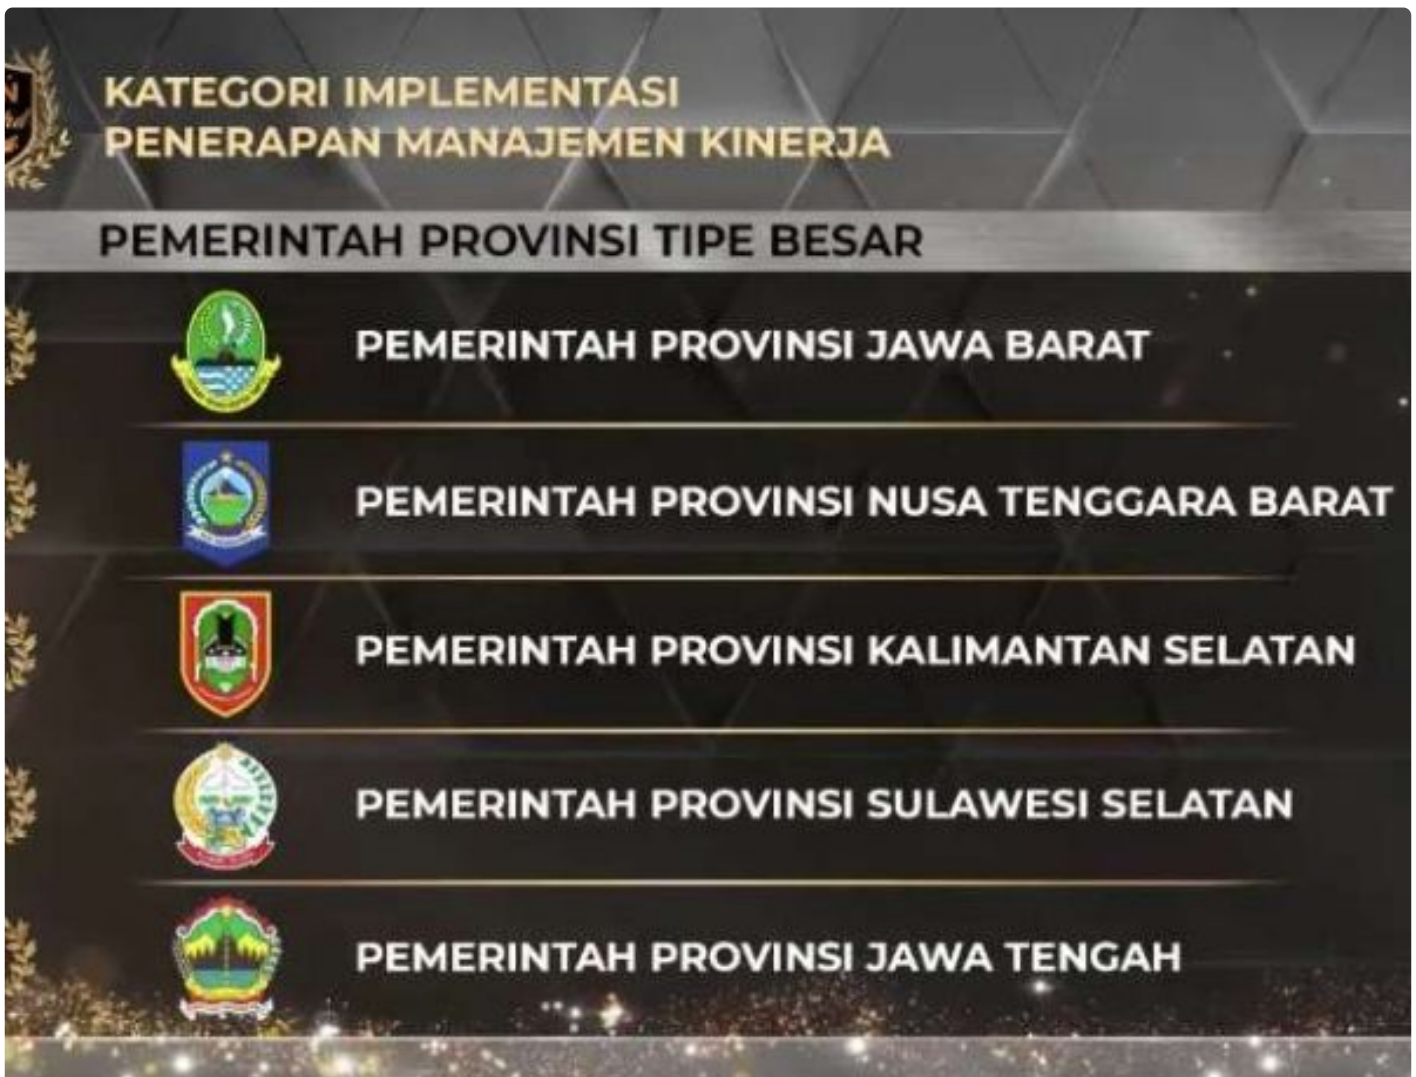 KATEGORI IMPLEMENTASI
PENERAPAN MANAJEMEN KINERJA
PEMERINTAH PROVINSI TIPE BESAR
PEMERINTAH PROVINSI JAWA BARAT
PEMERINTAH PROVINSI NUSA TENGGARA BARAT
PEMERINTAH PROVINSI KALIMANTAN SELATAN
PEMERINTAH PROVINSI SULAWESI SELATAN
PEMERINTAH PROVINSI JAWA TENGAH